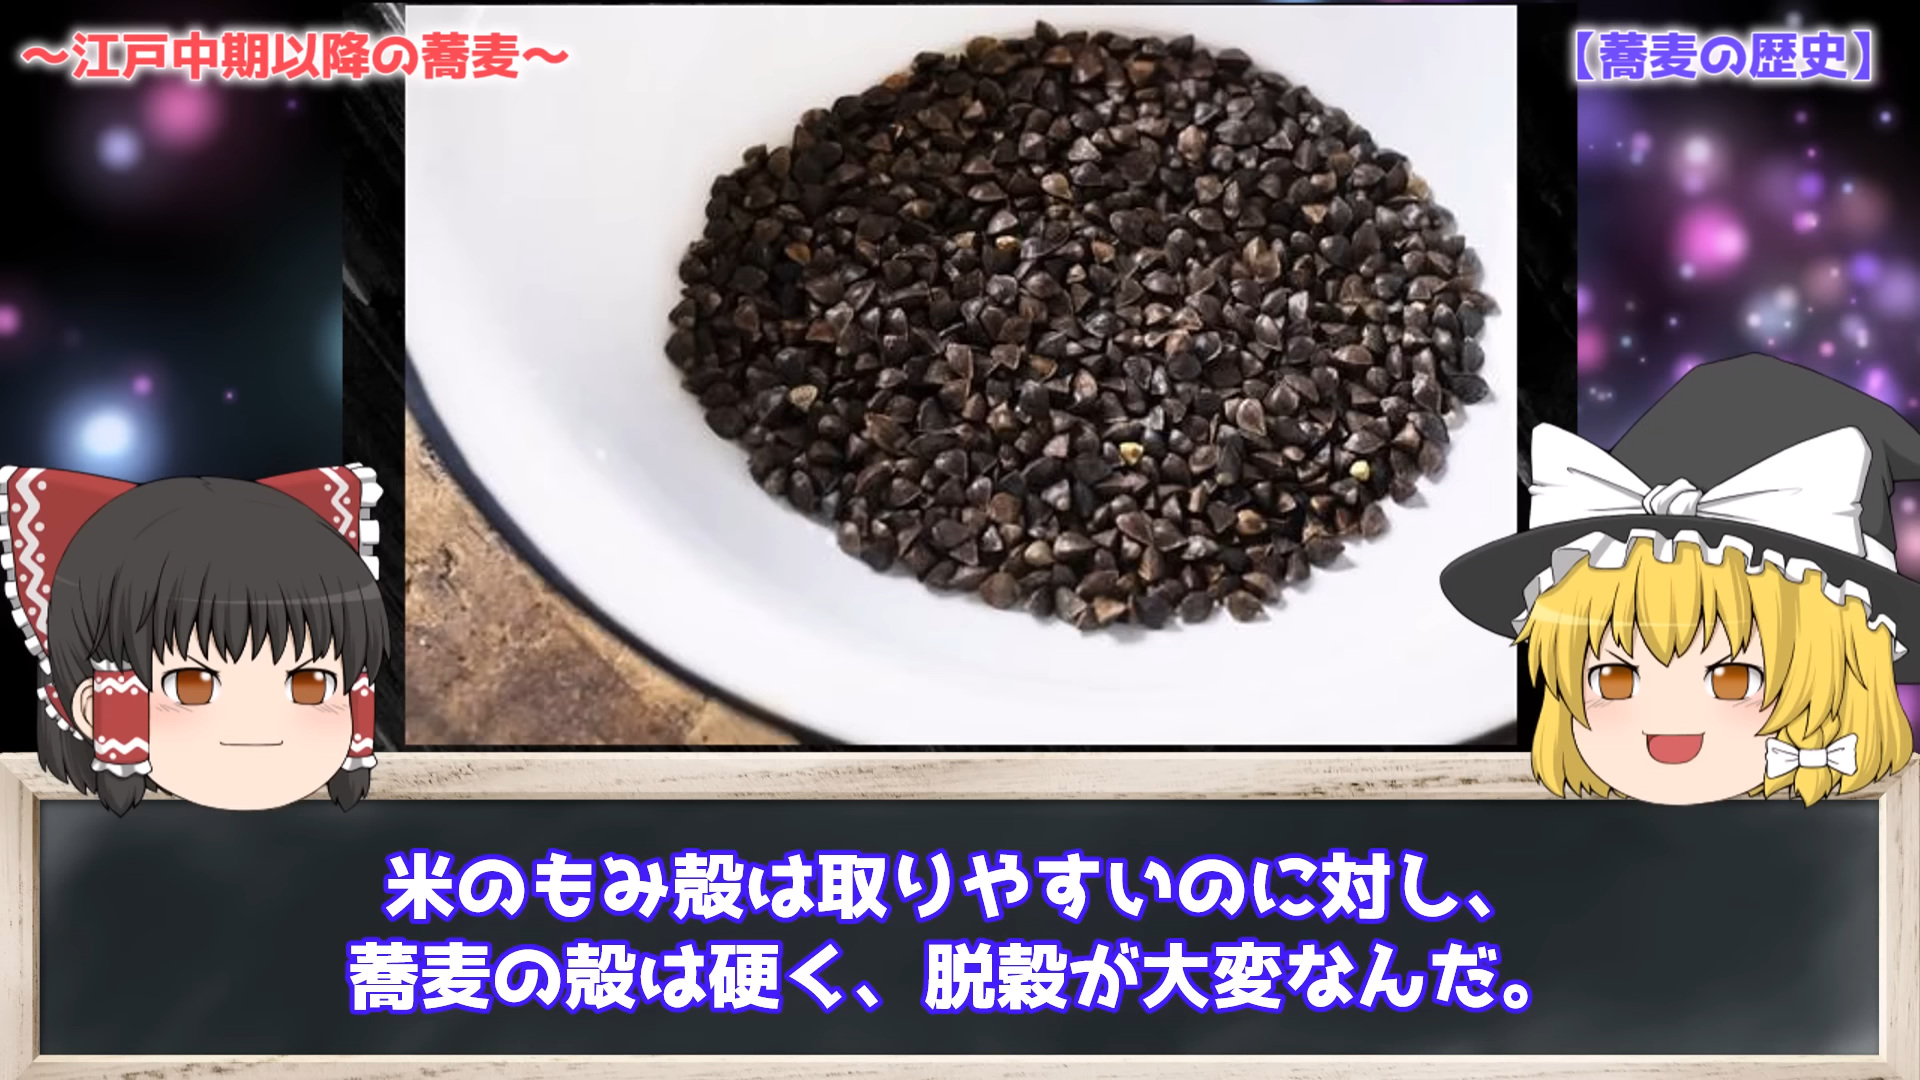 ～江戸中期以降の蕎麦～
【蕎麦の歴史】
米のもみ殻は取りやすいのに対し、
蕎麦の殻は硬く、脱穀が大変なんだ。